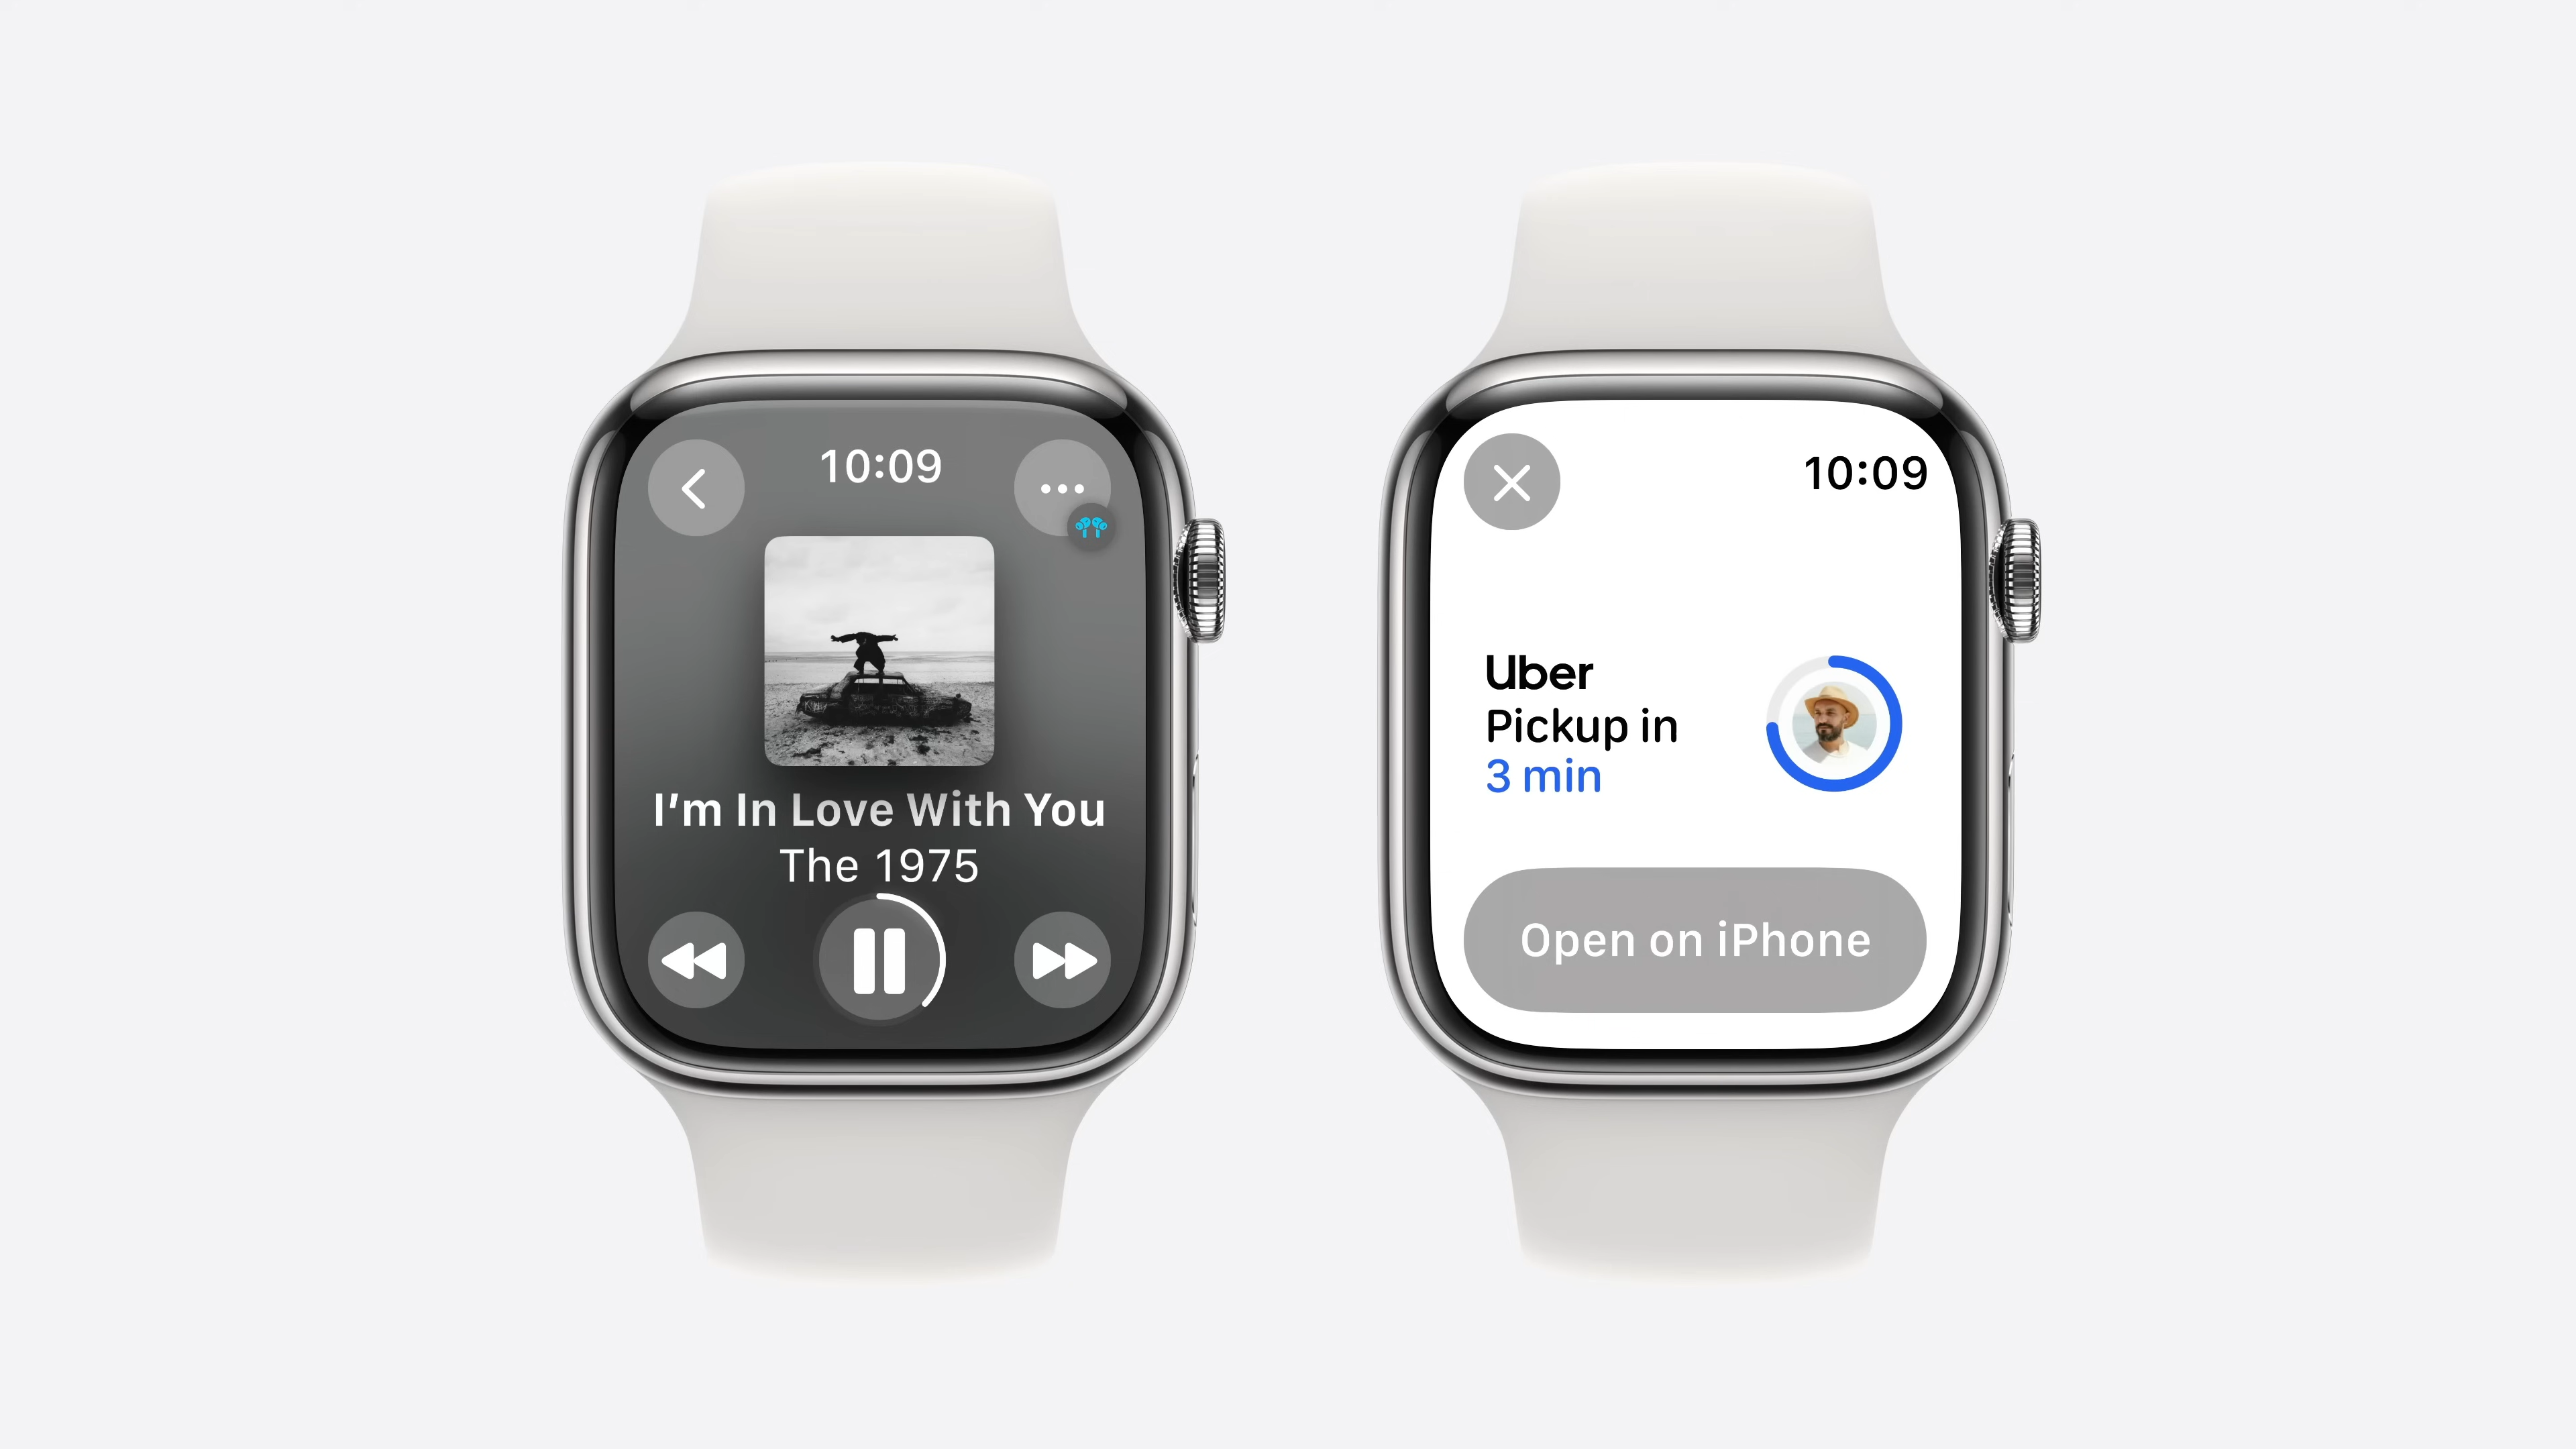 10:09
I’m In Love With You
The 1975
10:09
Uber
Pickup in
3 min
Open on iPhone